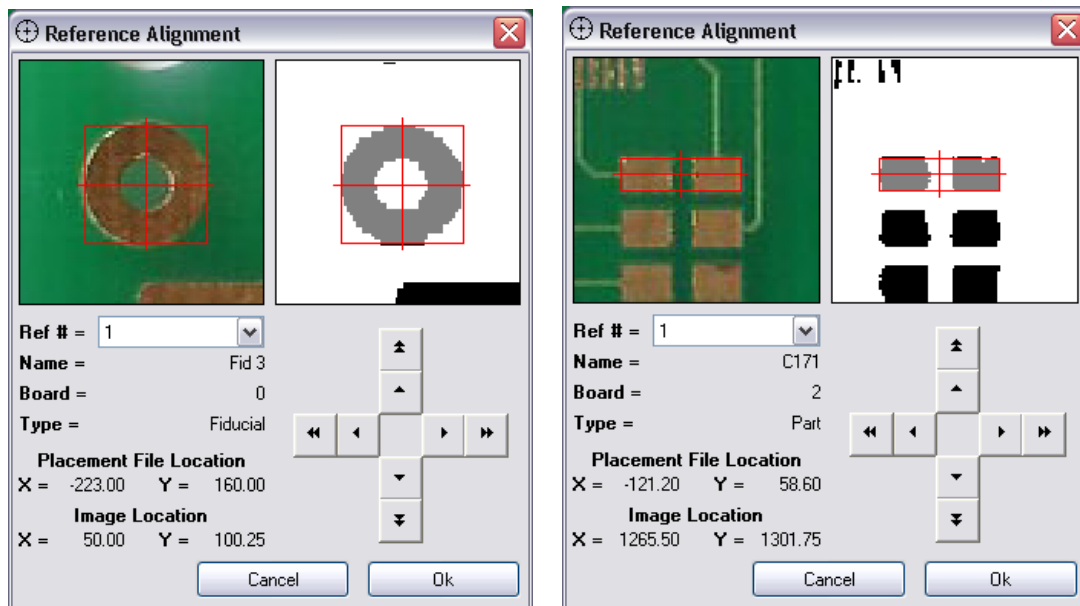 Reference Alignment
Ref # = 1
Name = Fid 3
Board = 0
Type = Fiducial
Placement File Location
X = -223.00 Y = 160.00
Image Location
X = 50.00 Y = 100.25
Cancel Ok
Reference Alignment
Ref # = 1
Name = C171
Board = 2
Type = Part
Placement File Location
X = -121.20 Y = 58.60
Image Location
X = 1265.50 Y = 1301.75
Cancel Ok